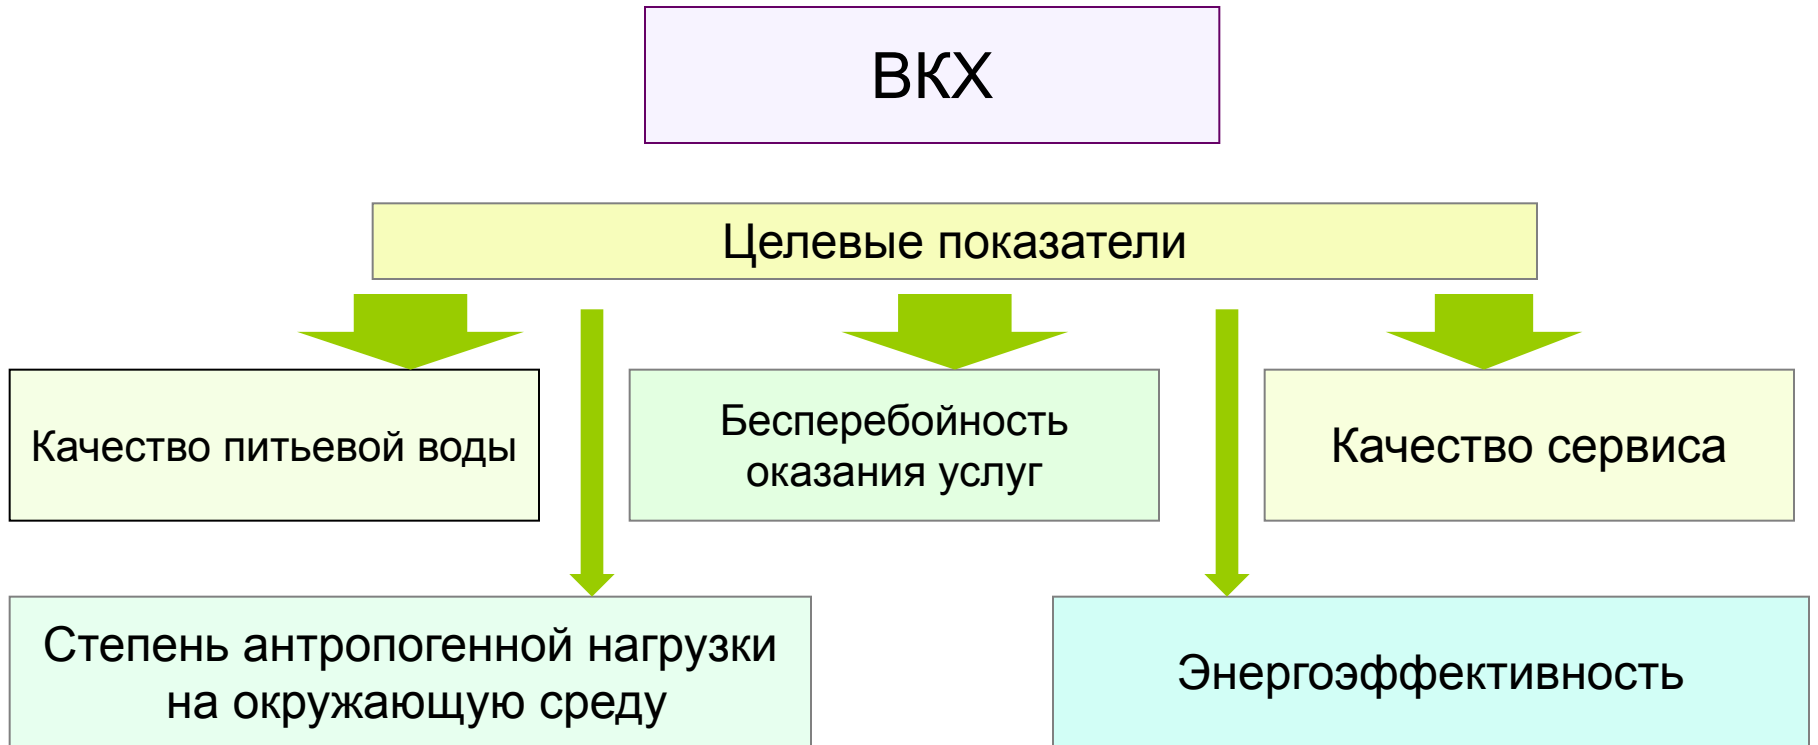 ВКХ
Целевые показатели
Качество питьевой воды
Бесперебойность
оказания услуг
Качество сервиса
Степень антропогенной нагрузки
на окружающую среду
Энергоэффективность